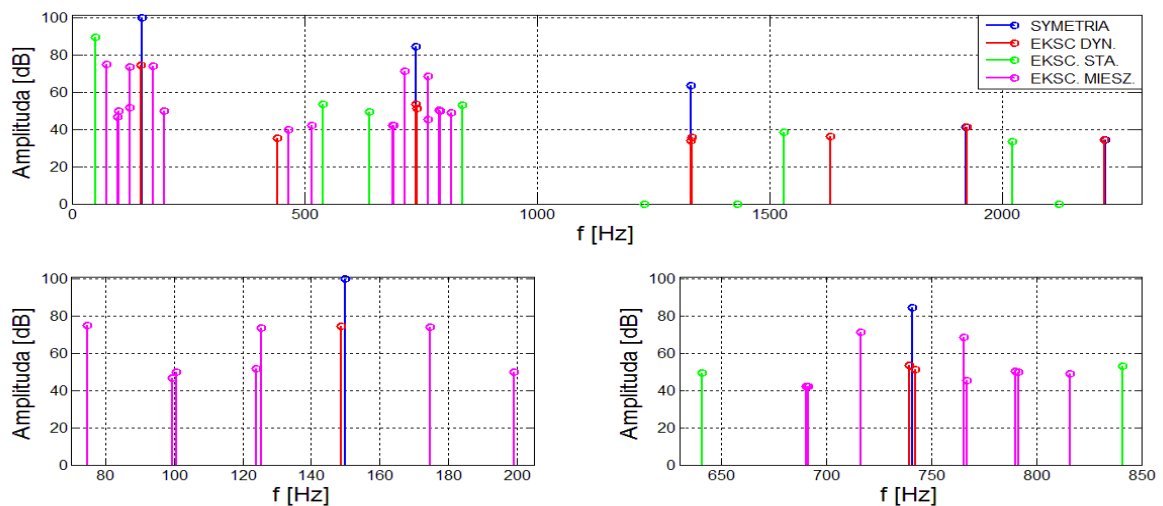 100
80
60
40
20
0
Amplituda [dB]
SYMETRIA
EKSC DYN.
EKSC. STA.
EKSC. MIESZ.
0 500 1000 1500 2000
f [Hz]
100
80
60
40
20
0
Amplituda [dB]
80 100 120 140 160 180 200
f [Hz]
100
80
60
40
20
0
Amplituda [dB]
650 700 750 800 850
f [Hz]